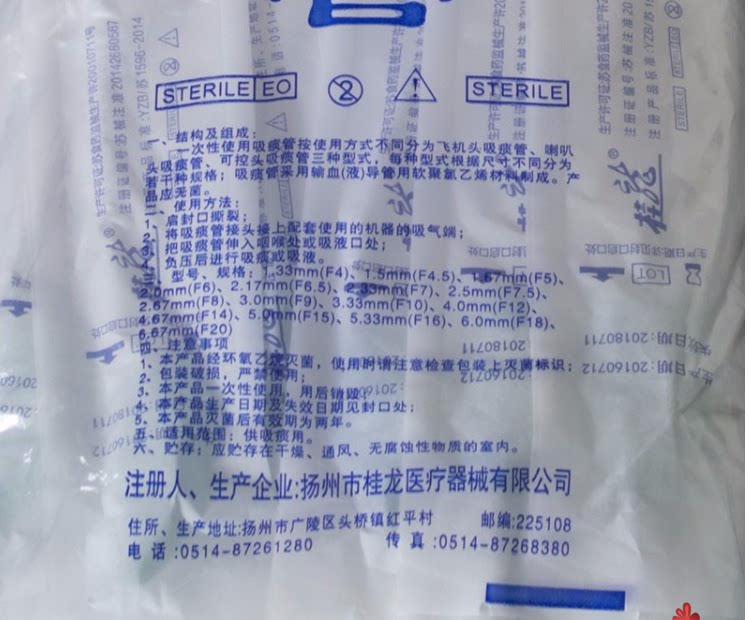 STERILE EO
STERILE
一、结构及组成：
一次性使用吸痰管按使用方式不同分为飞机头吸痰管、喇叭
头吸痰管、可控头吸痰管三种型式，每种型式根据尺寸不同分为
若干种规格；吸痰管采用输血(液)导管用软聚氯乙烯材料制成。产
品应无菌。
二、使用方法：
1、肩封口撕裂；
2、将吸痰管接头接上配套使用的机器的吸气端；
3、把吸痰管伸入咽喉处或吸液口处；
负压后进行吸痰或吸液。
型号、规格：1.33mm(F4)、1.5mm(F4.5)、1.67mm(F5)、
2.0mm(F6)、2.17mm(F6.5)、2.33mm(F7)、2.5mm(F7.5)、
2.67mm(F8)、3.0mm(F9)、3.33mm(F10)、4.0mm(F12)、
4.67mm(F14)、5.0mm(F15)、5.33mm(F16)、6.0mm(F18)、
6.67mm(F20)
四、注意事项
1、本产品经环氧乙烷灭菌，使用时请注意检查包装上灭菌标识；
2、包装破损，严禁使用；
3、本产品一次性使用，用后销毁；
4、本产品生产日期及失效日期见封口处；
5、本产品灭菌后有效期为两年。
五、适用范围：供吸痰用。
六、贮存：应贮存在干燥、通风、无腐蚀性物质的室内。
注册人、生产企业:扬州市桂龙医疗器械有限公司
住所、生产地址:扬州市广陵区头桥镇红平村 邮编:225108
电话:0514-87261280 传真:0514-87268380
桂龙®
LOT
生产日期:20160712
失效日期:20180711